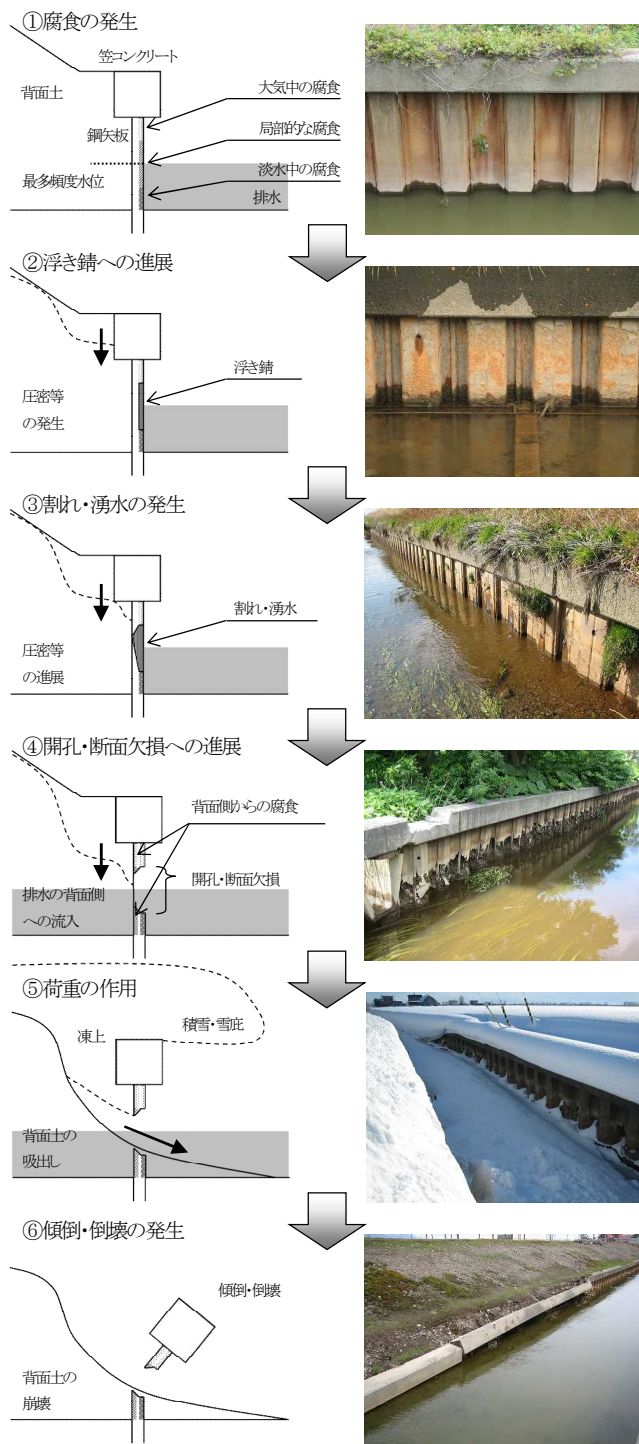 ①腐食の発生
笠コンクリート
背面土
大気中の腐食
鋼矢板
局部的な腐食
最多頻度水位
淡水中の腐食
排水
②浮き錆への進展
浮き錆
圧密等
の発生
③割れ・湧水の発生
割れ・湧水
圧密等
の進展
④開孔・断面欠損への進展
背面側からの腐食
開孔・断面欠損
排水の背面側
への流入
⑤荷重の作用
積雪・雪庇
凍上
背面土の
吸出し
⑥傾倒・倒壊の発生
傾倒・倒壊
背面土の
崩壊